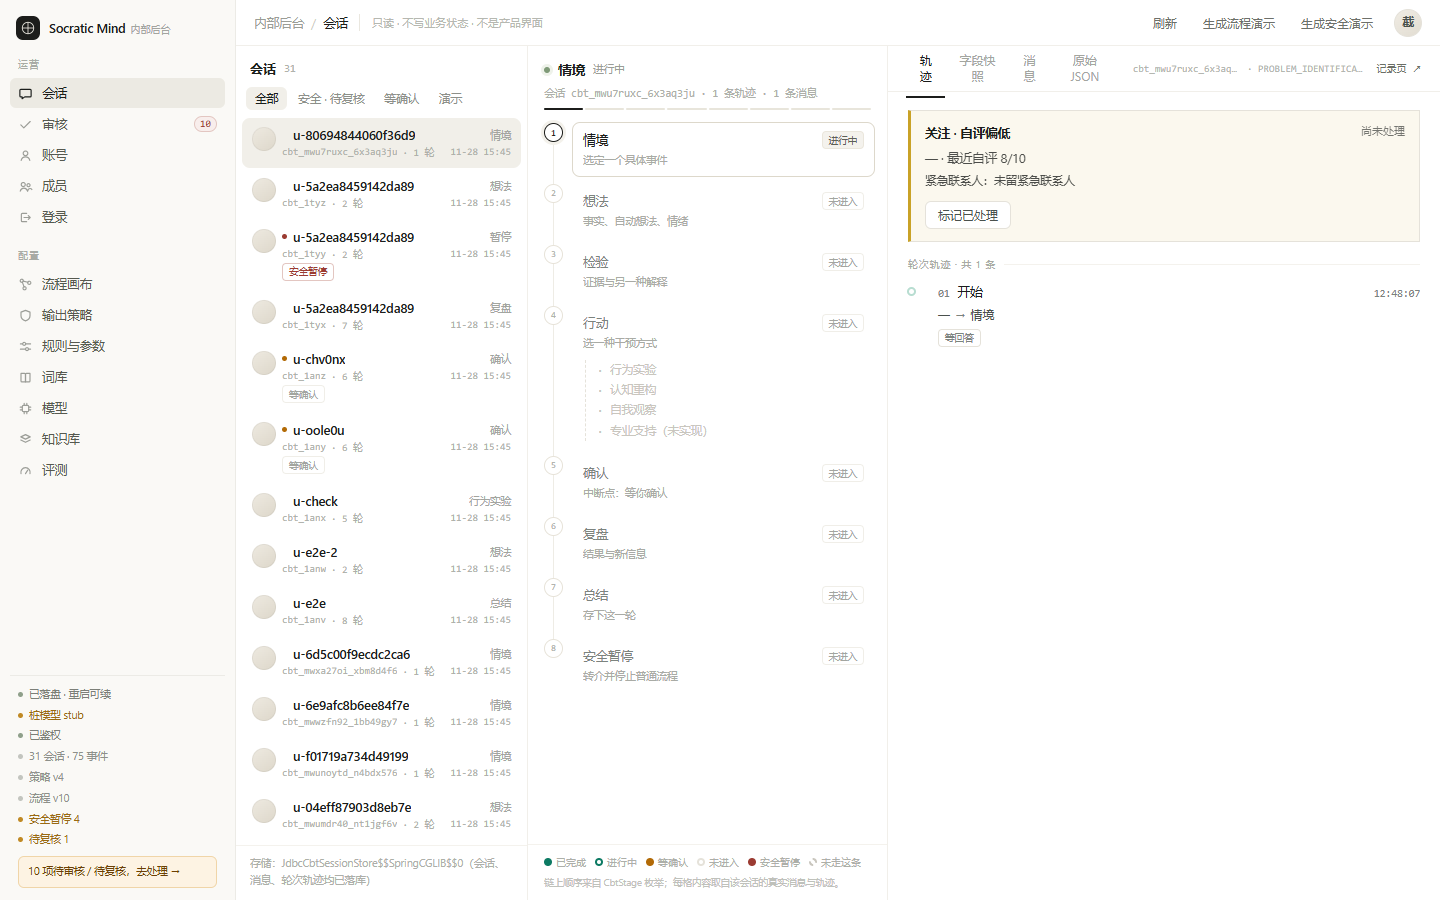 Socratic Mind 内部后台
运营
会话
审核 10
账号
成员
登录
配置
流程画布
输出策略
规则与参数
词库
模型
知识库
评测
已落盘 · 重启可续
桩模型 stub
已鉴权
31 会话 · 75 事件
策略 v4
流程 v10
安全暂停 4
待复核 1
10 项待审核 / 待复核，去处理 →
内部后台 / 会话 只读 · 不写业务状态 · 不是产品界面
刷新 生成流程演示 生成安全演示 截
会话 31
全部 安全 · 待复核 等确认 演示
u-80694844060f36d9 情境
cbt_mwu7ruxc_6x3aq3ju · 1 轮 11-28 15:45
u-5a2ea8459142da89 想法
cbt_1tyz · 2 轮 11-28 15:45
u-5a2ea8459142da89 暂停
cbt_1tyy · 2 轮 11-28 15:45
安全暂停
u-5a2ea8459142da89 复盘
cbt_1tyx · 7 轮 11-28 15:45
u-chv0nx 确认
cbt_1anz · 6 轮 11-28 15:45
等确认
u-oole0u 确认
cbt_1any · 6 轮 11-28 15:45
等确认
u-check 行为实验
cbt_1anx · 5 轮 11-28 15:45
u-e2e-2 想法
cbt_1anw · 2 轮 11-28 15:45
u-e2e 总结
cbt_1anv · 8 轮 11-28 15:45
u-6d5c00f9ecdc2ca6 情境
cbt_mwxa27oi_xbm8d4f6 · 1 轮 11-28 15:45
u-6e9afc8b6ee84f7e 情境
cbt_mwwzfn92_1bb49gy7 · 1 轮 11-28 15:45
u-f01719a734d49199 情境
cbt_mwunoytd_n4bdx576 · 1 轮 11-28 15:45
u-04eff87903d8eb7e 想法
cbt_mwumdr40_nt1jgf6v · 2 轮 11-28 15:45
存储：JdbcCbtSessionStore$$SpringCGLIB$$0（会话、
消息、轮次轨迹均已落库）
情境 进行中
会话 cbt_mwu7ruxc_6x3aq3ju · 1 条轨迹 · 1 条消息
1 情境 进行中
选定一个具体事件
2 想法 未进入
事实、自动想法、情绪
3 检验 未进入
证据与另一种解释
4 行动 未进入
选一种干预方式
· 行为实验
· 认知重构
· 自我观察
· 专业支持（未实现）
5 确认 未进入
中断点：等你确认
6 复盘 未进入
结果与新信息
7 总结 未进入
存下这一轮
8 安全暂停 未进入
转介并停止普通流程
已完成 进行中 等确认 未进入 安全暂停 未走这条
链上顺序来自 CbtStage 枚举；每格内容取自该会话的真实消息与轨迹。
轨迹 字段快照 消息 原始 JSON cbt_mwu7ruxc_6x3aq… · PROBLEM_IDENTIFICA… 记录页 ↗
关注 · 自评偏低 尚未处理
— · 最近自评 8/10
紧急联系人：未留紧急联系人
标记已处理
轮次轨迹 · 共 1 条
01 开始 12:48:07
— → 情境
等回答